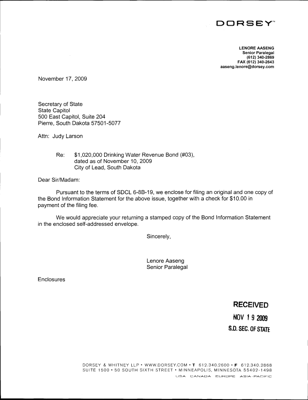 DORSEY
LENORE AASENG
Senior Paralegal
(612) 340-2868
FAX (612) 340-2643
aaseng.lenore@dorsey.com
November 17, 2009
Secretary of State
State Capitol
500 East Capitol, Suite 204
Pierre, South Dakota 57501-5077
Attn: Judy Larson
Re: $1,020,000 Drinking Water Revenue Bond (#03),
dated as of November 10, 2009
City of Lead, South Dakota
Dear Sir/Madam:
Pursuant to the terms of SDCL 6-8B-19, we enclose for filing an original and one copy of
the Bond Information Statement for the above issue, together with a check for $10.00 in
payment of the filing fee.
We would appreciate your returning a stamped copy of the Bond Information Statement
in the enclosed self-addressed envelope.
Sincerely,
Lenore Aaseng
Senior Paralegal
Enclosures
RECEIVED
NOV 19 2009
S.D. SEC. OF STATE
DORSEY & WHITNEY LLP • WWW.DORSEY.COM • T 612.340.2600 • F 612.340.2868
SUITE 1500 • 50 SOUTH SIXTH STREET • MINNEAPOLIS, MINNESOTA 55402-1498
USA CANADA EUROPE ASIA-PACIFIC